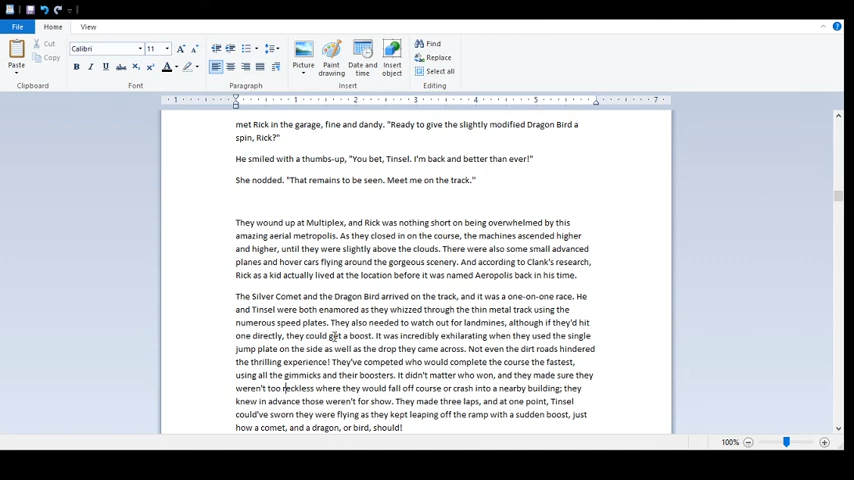 File Home View
Cut
Copy
Paste
Clipboard
Calibri 11
B I U abc X₂ X² A
Font
Paragraph
Picture
Paint drawing
Date and time
Insert object
Insert
Find
Replace
Select all
Editing
1 1 2 3 4 5 6 7
met Rick in the garage, fine and dandy. "Ready to give the slightly modified Dragon Bird a
spin, Rick?"
He smiled with a thumbs-up, "You bet, Tinsel. I'm back and better than ever!"
She nodded. "That remains to be seen. Meet me on the track."
They wound up at Multiplex, and Rick was nothing short on being overwhelmed by this
amazing aerial metropolis. As they closed in on the course, the machines ascended higher
and higher, until they were slightly above the clouds. There were also some small advanced
planes and hover cars flying around the gorgeous scenery. And according to Clank's research,
Rick as a kid actually lived at the location before it was named Aeropolis back in his time.
The Silver Comet and the Dragon Bird arrived on the track, and it was a one-on-one race. He
and Tinsel were both enamored as they whizzed through the thin metal track using the
numerous speed plates. They also needed to watch out for landmines, although if they'd hit
one directly, they could get a boost. It was incredibly exhilarating when they used the single
jump plate on the side as well as the drop they came across. Not even the dirt roads hindered
the thrilling experience! They've competed who would complete the course the fastest,
using all the gimmicks and their boosters. It didn't matter who won, and they made sure they
weren't too reckless where they would fall off course or crash into a nearby building; they
knew in advance those weren't for show. They made three laps, and at one point, Tinsel
could've sworn they were flying as they kept leaping off the ramp with a sudden boost, just
how a comet, and a dragon, or bird, should!
100%